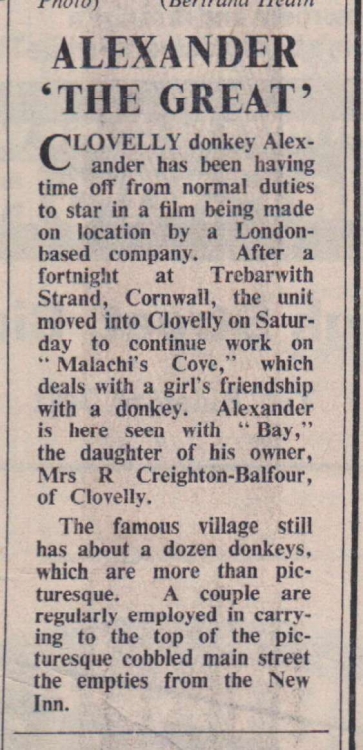 Photo) (Bertrand Heath
ALEXANDER
‘THE GREAT’
CLOVELLY donkey Alex-
ander has been having
time off from normal duties
to star in a film being made
on location by a London-
based company. After a
fortnight at Trebarwith
Strand, Cornwall, the unit
moved into Clovelly on Satur-
day to continue work on
“ Malachi's Cove,” which
deals with a girl's friendship
with a donkey. Alexander
is here seen with “ Bay,”
the daughter of his owner,
Mrs R Creighton-Balfour,
of Clovelly.
The famous village still
has about a dozen donkeys,
which are more than pic-
turesque. A couple are
regularly employed in carry-
ing to the top of the pic-
turesque cobbled main street
the empties from the New
Inn.